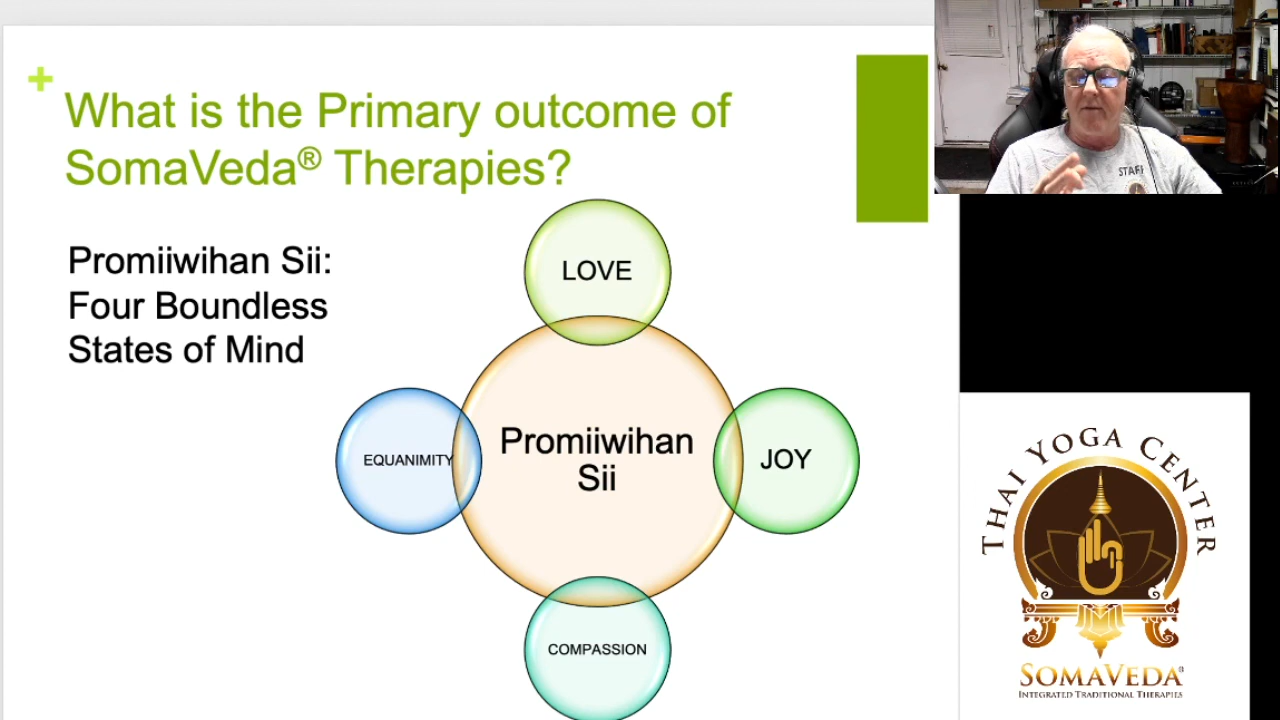 +
What is the Primary outcome of
SomaVeda® Therapies?
Promiiwihan Sii:
Four Boundless
States of Mind
LOVE
EQUANIMITY
Promiiwihan
Sii
JOY
COMPASSION
STAFF
THAI YOGA CENTER
SOMAVEDA®
INTEGRATED TRADITIONAL THERAPIES